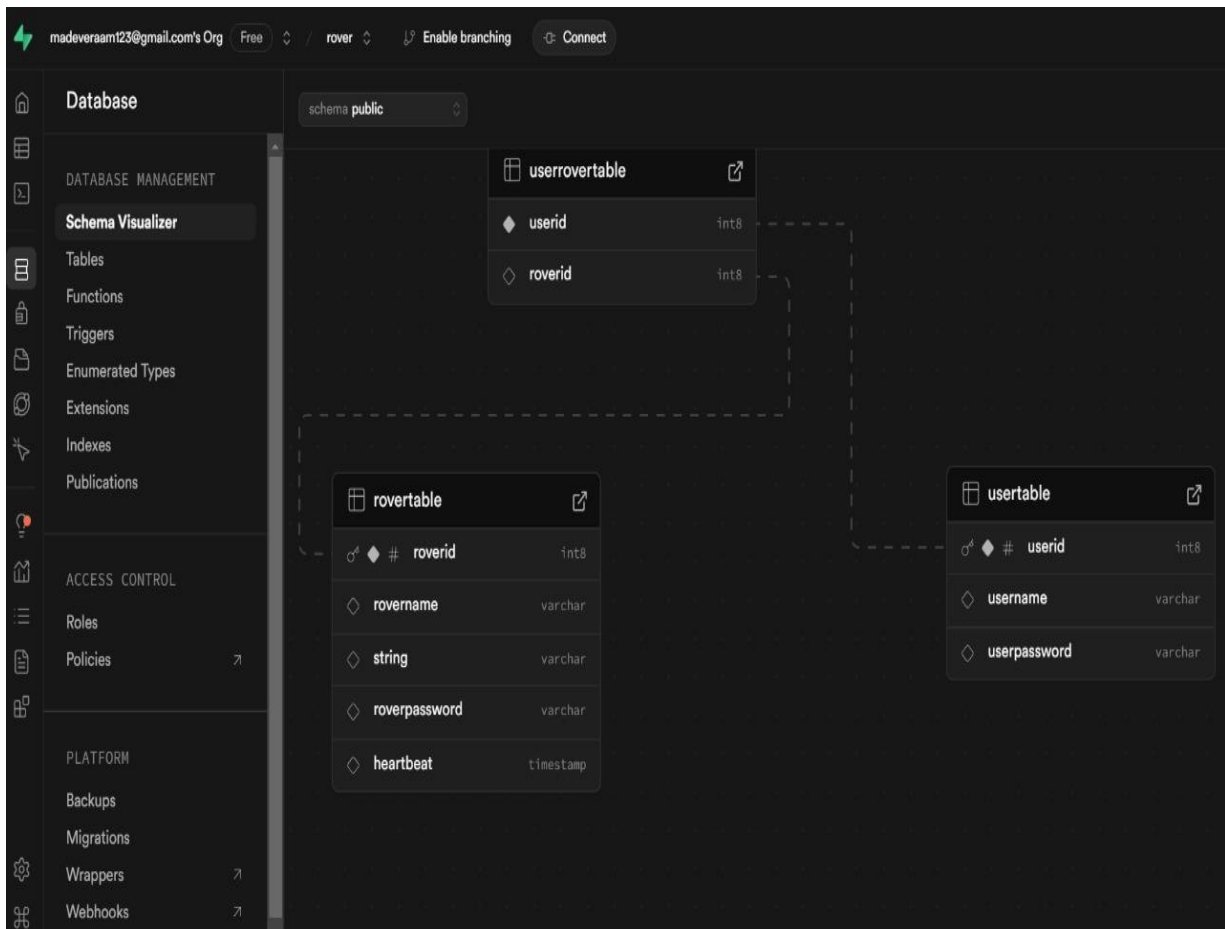 madeveraam123@gmail.com's Org Free / rover Enable branching Connect
Database
schema public
DATABASE MANAGEMENT
Schema Visualizer
Tables
Functions
Triggers
Enumerated Types
Extensions
Indexes
Publications
ACCESS CONTROL
Roles
Policies
PLATFORM
Backups
Migrations
Wrappers
Webhooks
userrovertable
userid int8
roverid int8
rovertable
# roverid int8
rovername varchar
string varchar
roverpassword varchar
heartbeat timestamp
usertable
# userid int8
username varchar
userpassword varchar